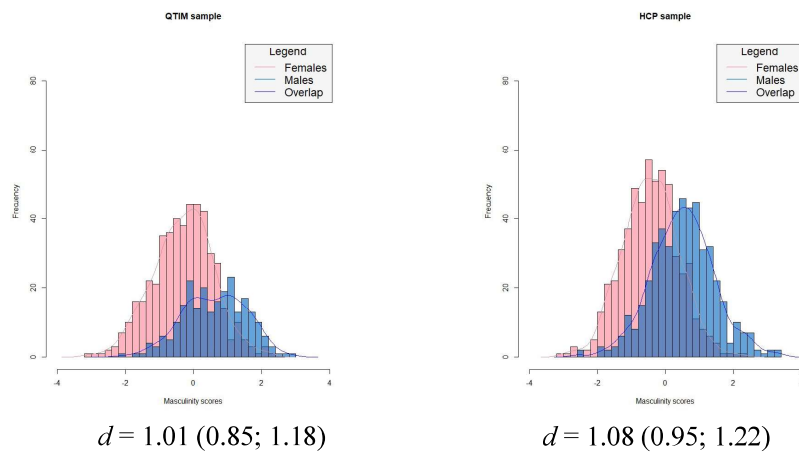 QTIM sample
Legend
Females
Males
Overlap
80
60
40
20
0
Frequency
-4
-2
0
2
4
Masculinity scores
d = 1.01 (0.85; 1.18)
HCP sample
Legend
Females
Males
Overlap
80
60
40
20
0
Frequency
-4
-2
0
2
Masculinity scores
d = 1.08 (0.95; 1.22)